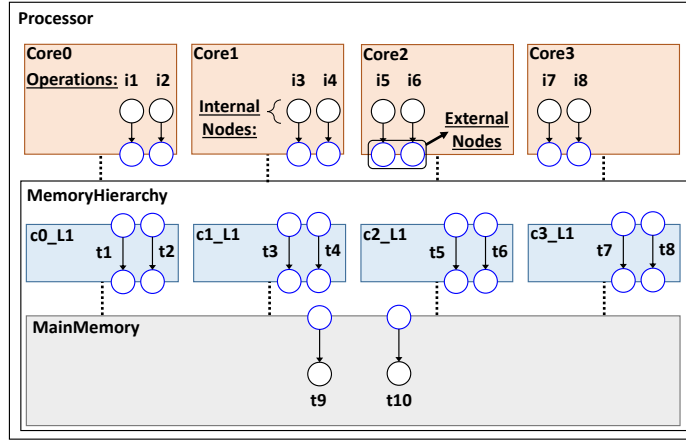 Processor
Core0 Core1 Core2 Core3
Operations: i1 i2 i3 i4 i5 i6 i7 i8
Internal
Nodes:
External
Nodes
MemoryHierarchy
c0_L1 c1_L1 c2_L1 c3_L1
t1 t2 t3 t4 t5 t6 t7 t8
MainMemory
t9 t10